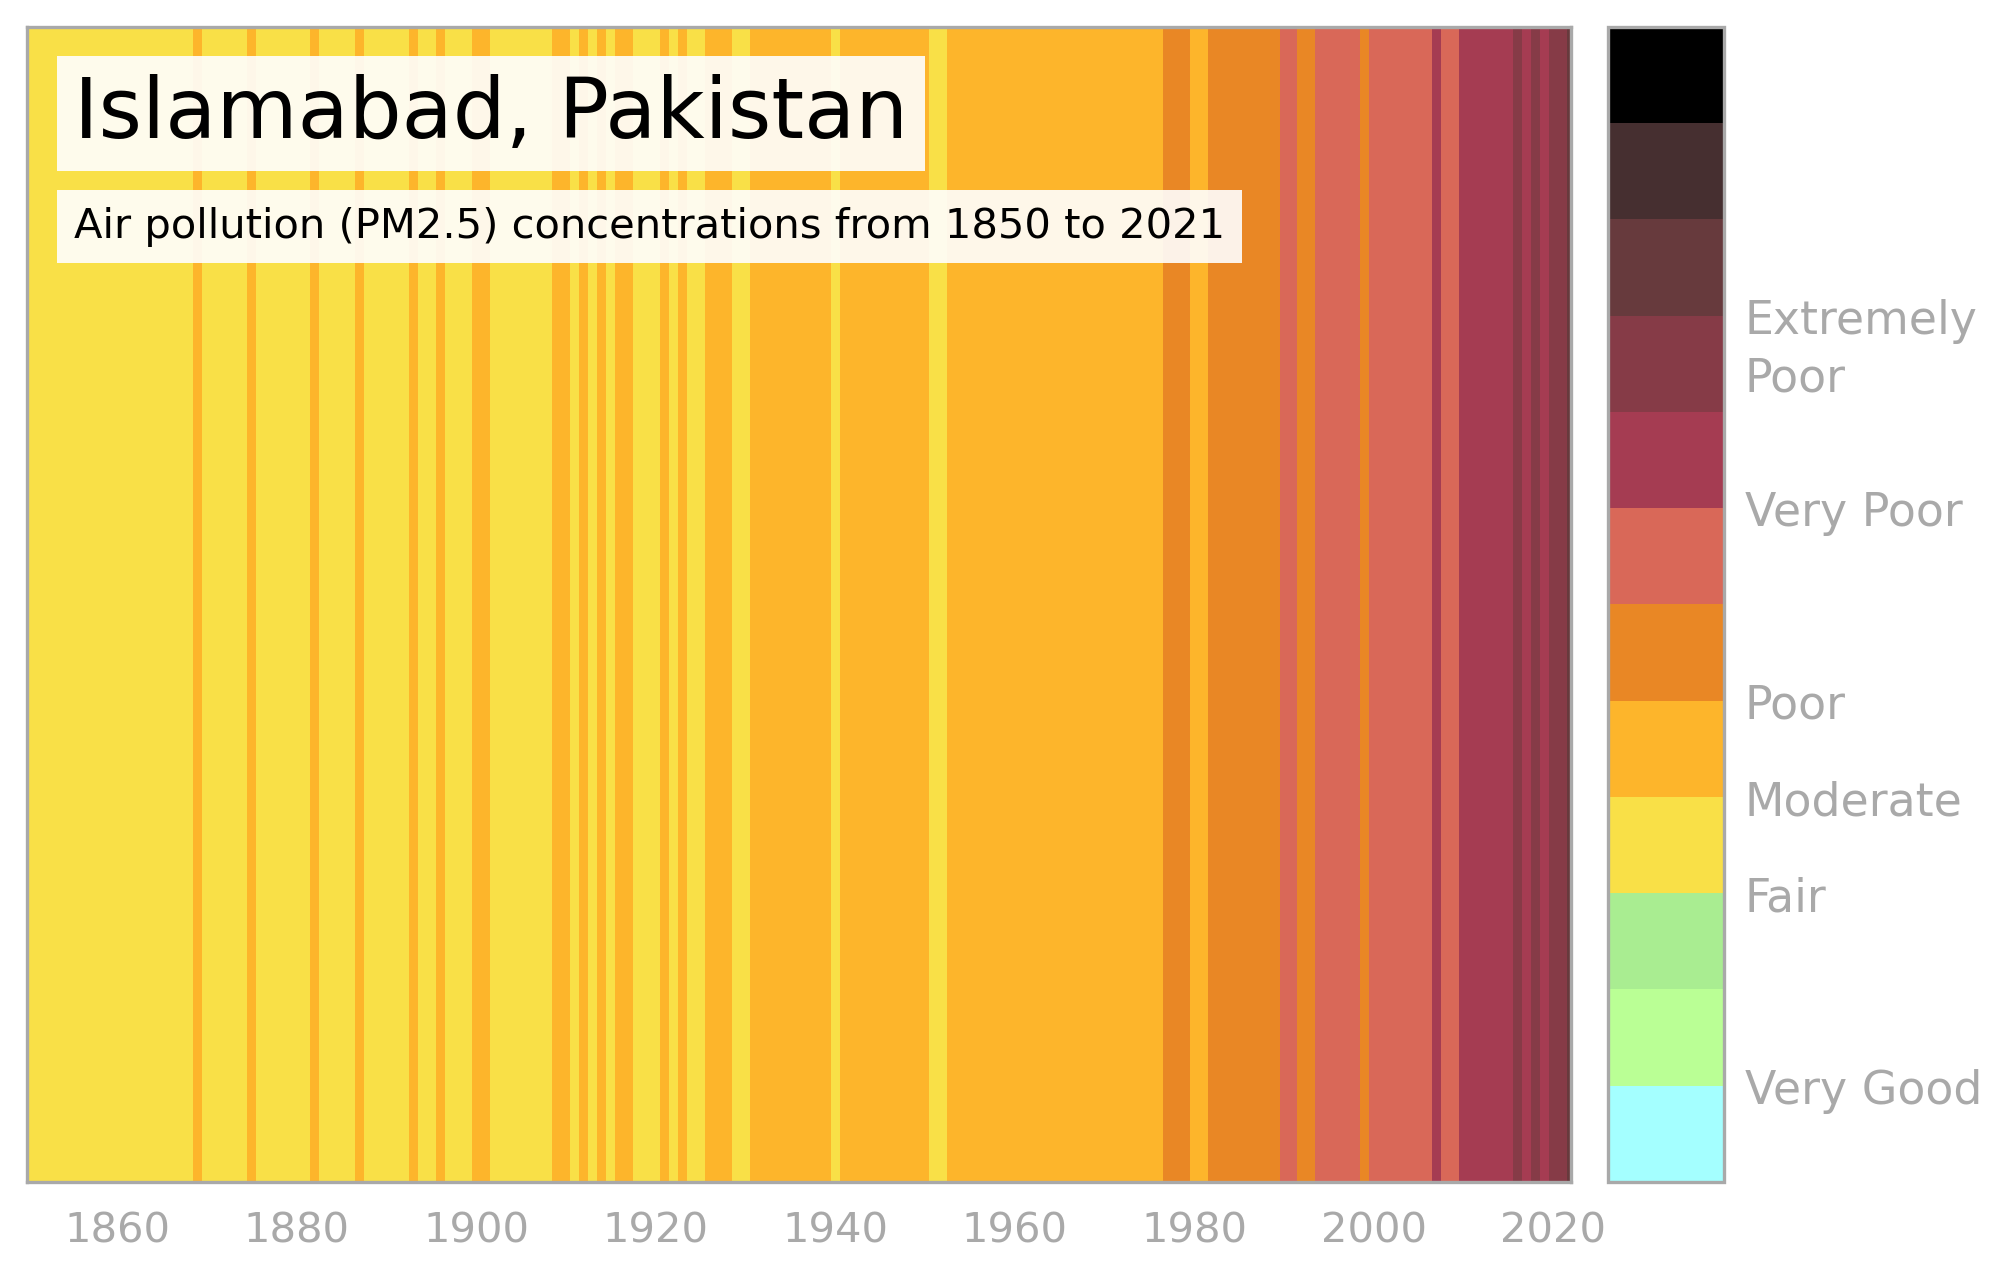 Islamabad, Pakistan
Air pollution (PM2.5) concentrations from 1850 to 2021
Extremely
Poor
Very Poor
Poor
Moderate
Fair
Very Good
1860 1880 1900 1920 1940 1960 1980 2000 2020